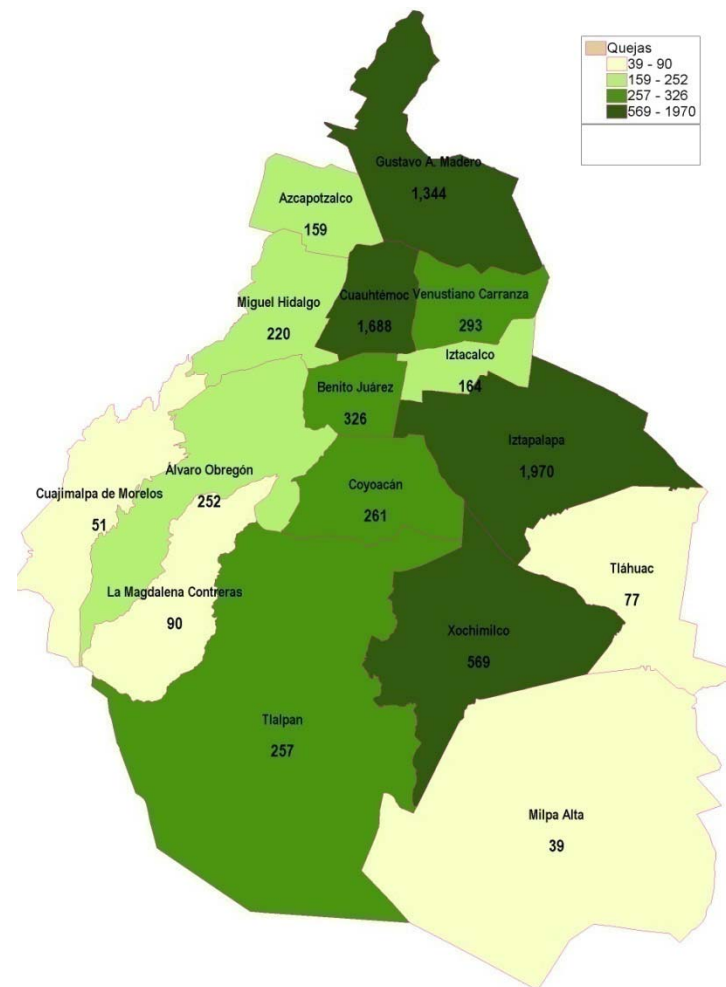 Quejas
39 - 90
159 - 252
257 - 326
569 - 1970
Gustavo A. Madero
1,344
Azcapotzalco
159
Miguel Hidalgo
220
Cuauhtémoc
1,688
Venustiano Carranza
293
Iztacalco
164
Benito Juárez
326
Iztapalapa
1,970
Álvaro Obregón
252
Cuajimalpa de Morelos
51
Coyoacán
261
La Magdalena Contreras
90
Tláhuac
77
Xochimilco
569
Tlalpan
257
Milpa Alta
39